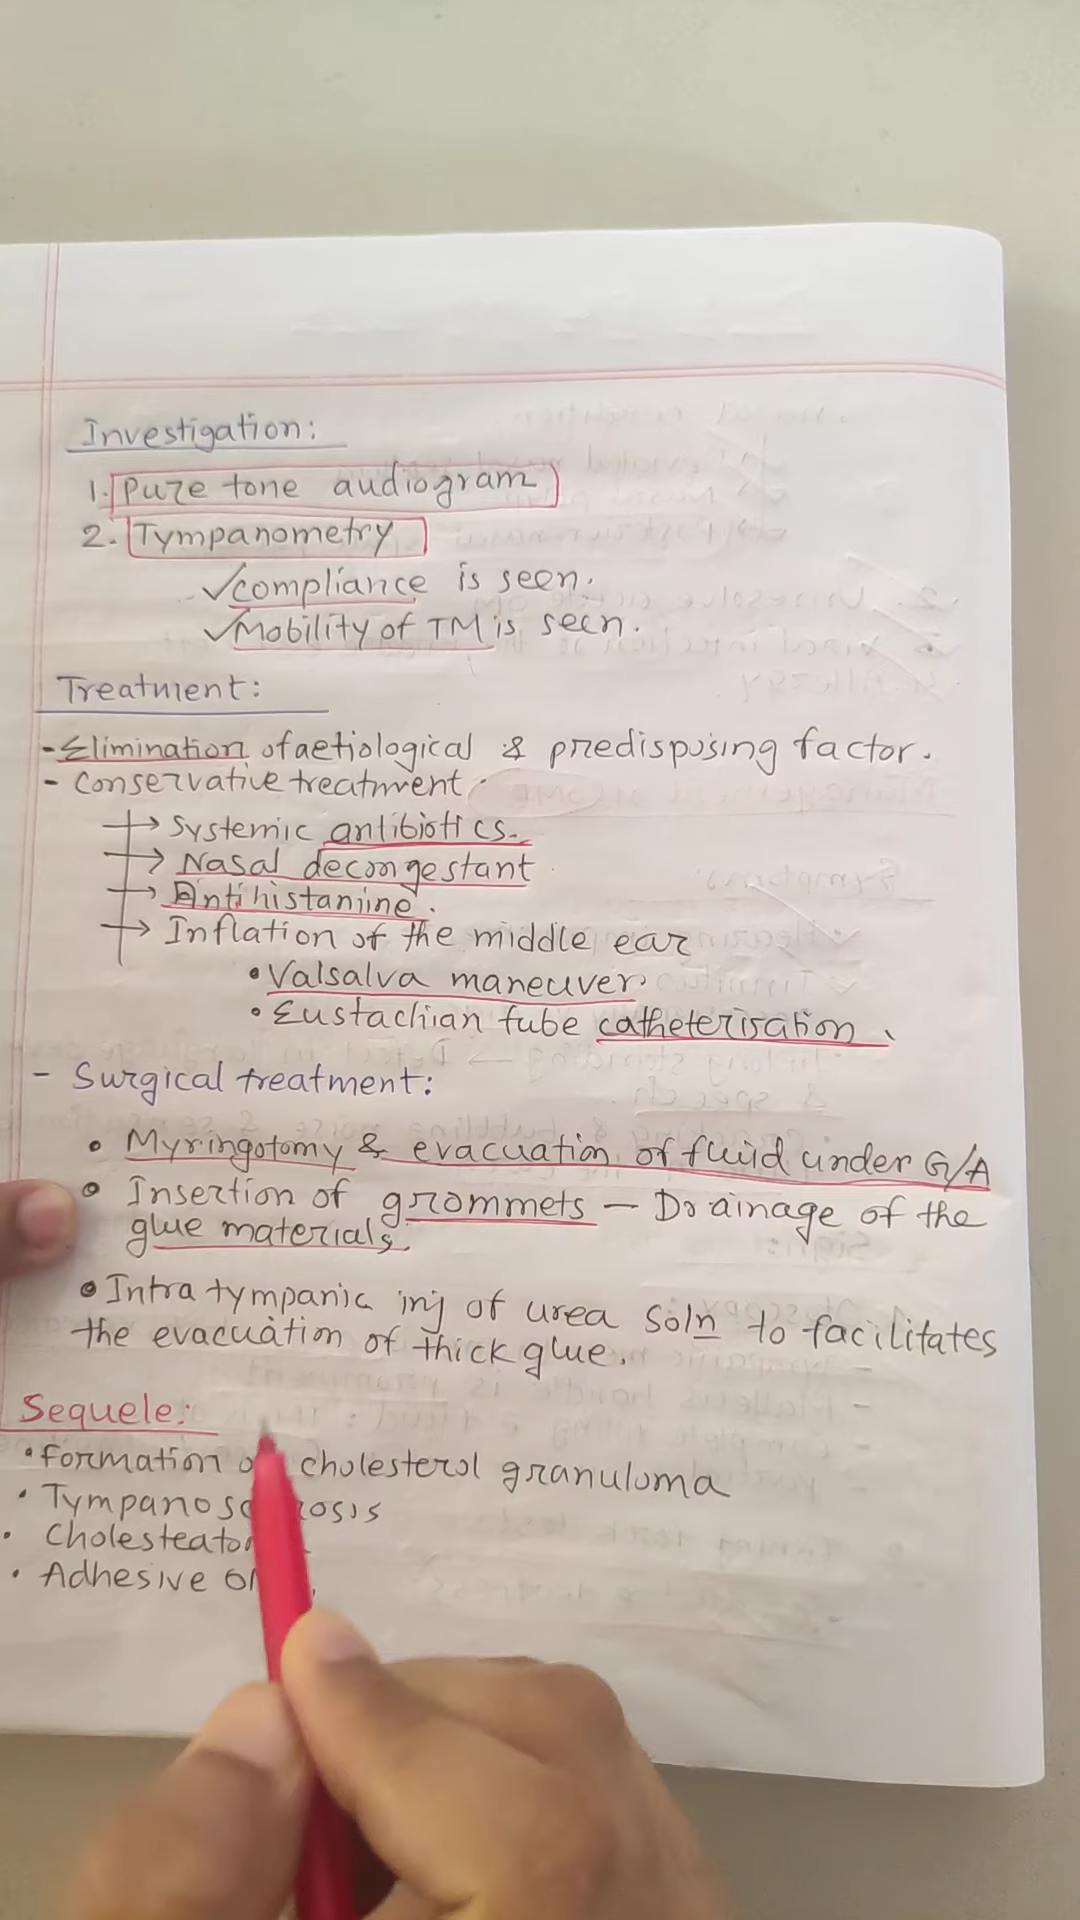 Investigation:
1. Pure tone audiogram
2. Tympanometry
✓compliance is seen.
✓Mobility of TM is seen.
Treatment:
- Elimination of aetiological & predisposing factor.
- Conservative treatment
→ Systemic antibiotics.
→ Nasal decongestant
→ Antihistamine.
→ Inflation of the middle ear
• Valsalva maneuver.
• Eustachian tube catheterisation.
- Surgical treatment:
• Myringotomy & evacuation of fluid under G/A
• Insertion of grommets — Drainage of the
glue materials.
• Intra tympanic inj of urea soln to facilitates
the evacuation of thick glue.
Sequele:
• Formation cholesterol granuloma
•
•
• Adhesive